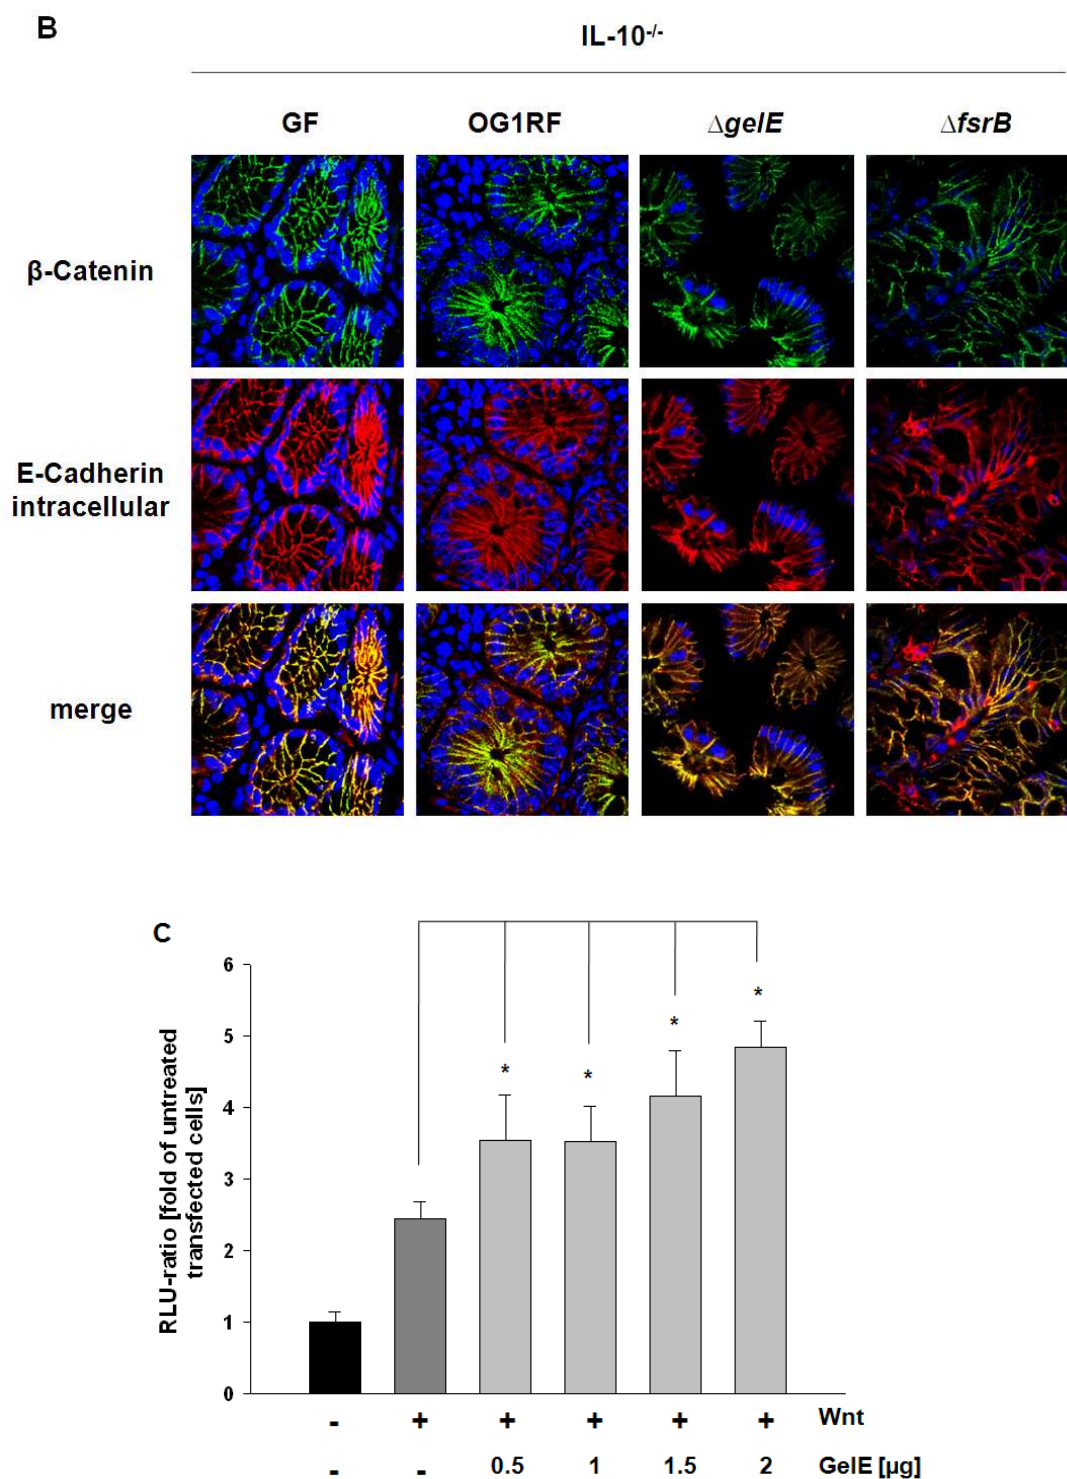 B
IL-10-/-
GF OG1RF ΔgelE ΔfsrB
β-Catenin
E-Cadherin
intracellular
merge
C
RLU-ratio [fold of untreated
transfected cells]
6
5
4
3
2
1
0
* * * *
- + + + + + Wnt
- - 0.5 1 1.5 2 GelE [µg]